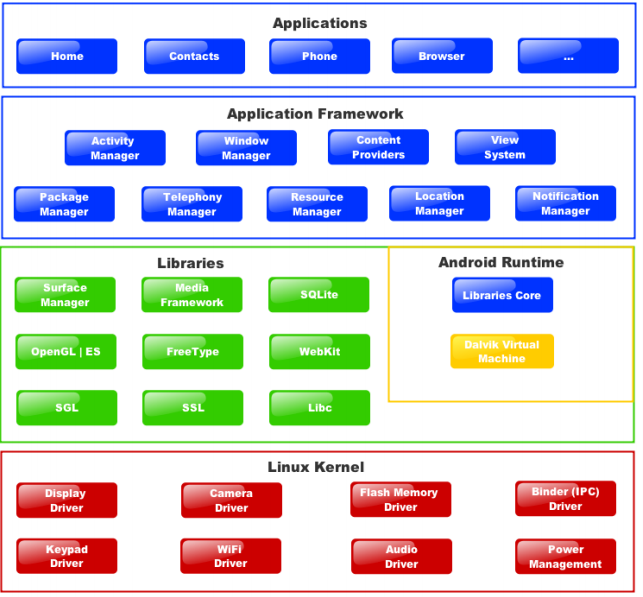 Applications
Home
Contacts
Phone
Browser
...
Application Framework
Activity
Manager
Window
Manager
Content
Providers
View
System
Package
Manager
Telephony
Manager
Resource
Manager
Location
Manager
Notification
Manager
Libraries
Surface
Manager
Media
Framework
SQLite
OpenGL | ES
FreeType
WebKit
SGL
SSL
Libc
Android Runtime
Libraries Core
Dalvik Virtual
Machine
Linux Kernel
Display
Driver
Camera
Driver
Flash Memory
Driver
Binder (IPC)
Driver
Keypad
Driver
WiFi
Driver
Audio
Driver
Power
Management